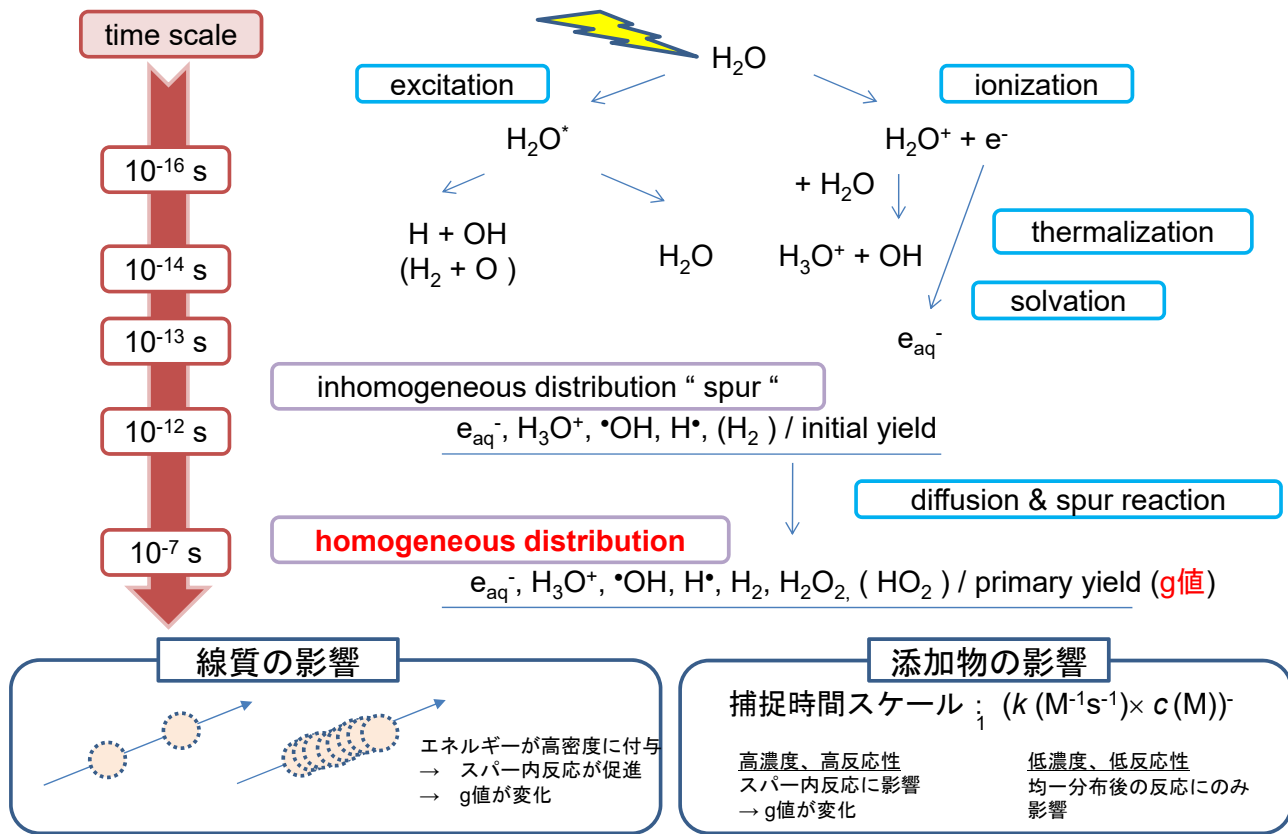 time scale
H₂O
excitation
ionization
H₂O*
H₂O⁺ + e⁻
10⁻¹⁶ s
+ H₂O
H + OH
(H₂ + O )
H₂O
H₃O⁺ + OH
thermalization
10⁻¹⁴ s
solvation
10⁻¹³ s
eaq⁻
inhomogeneous distribution “ spur “
10⁻¹² s
eaq⁻, H₃O⁺, •OH, H•, (H₂ ) / initial yield
diffusion & spur reaction
10⁻⁷ s
homogeneous distribution
eaq⁻, H₃O⁺, •OH, H•, H₂, H₂O₂, ( HO₂ ) / primary yield (g値)
線質の影響
エネルギーが高密度に付与
→ スパー内反応が促進
→ g値が変化
添加物の影響
捕捉時間スケール : (k (M⁻¹s⁻¹)× c (M))⁻
1
高濃度、高反応性
スパー内反応に影響
→ g値が変化
低濃度、低反応性
均一分布後の反応にのみ
影響